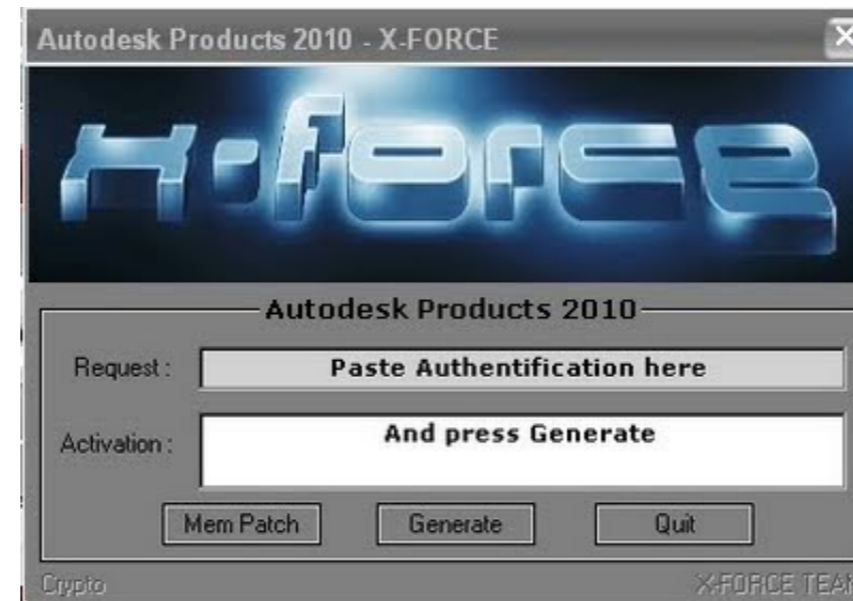 Autodesk Products 2010 - X-FORCE
x-force
Autodesk Products 2010
Request :
Paste Authentification here
Activation :
And press Generate
Mem Patch
Generate
Quit
Crypto
X-FORCE TEAM